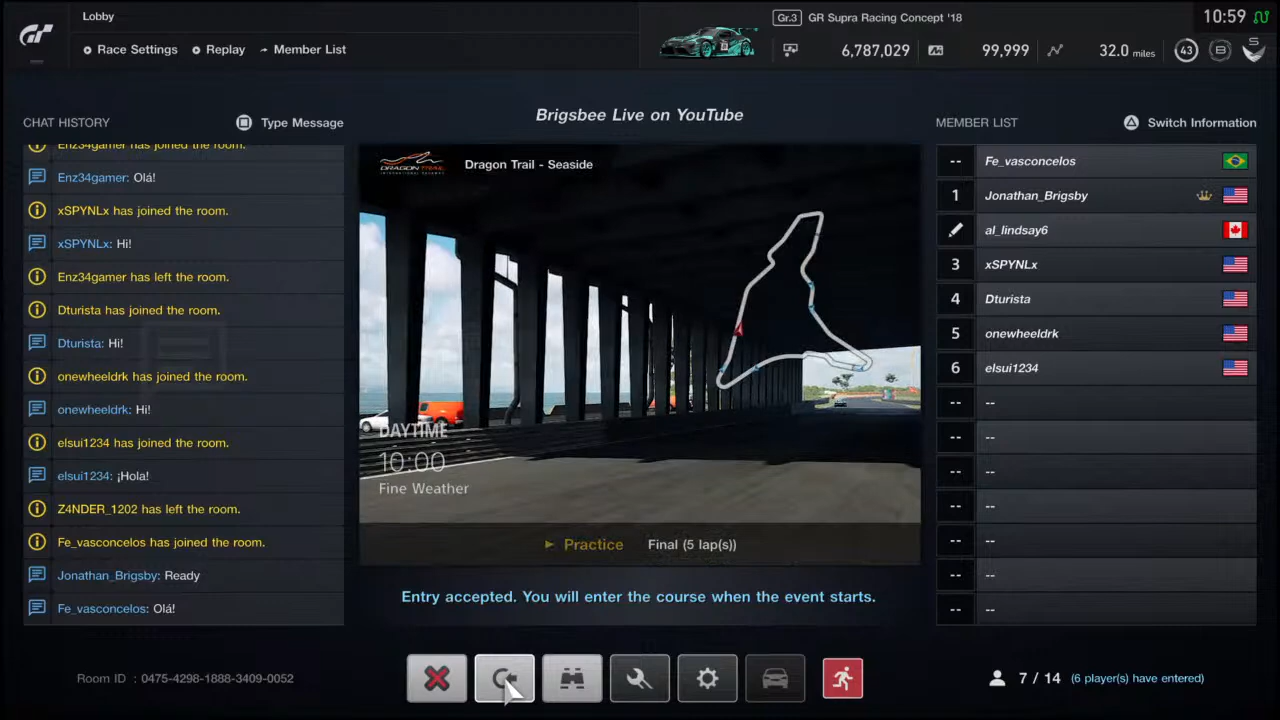 Lobby
Race Settings Replay Member List
Gr.3 GR Supra Racing Concept '18
6,787,029 99,999 32.0 miles 43 B S
10:59
CHAT HISTORY Type Message
Enz34gamer has joined the room.
Enz34gamer: Olá!
xSPYNLx has joined the room.
xSPYNLx: Hi!
Enz34gamer has left the room.
Dturista has joined the room.
Dturista: Hi!
onewheeldrk has joined the room.
onewheeldrk: Hi!
elsui1234 has joined the room.
elsui1234: ¡Hola!
Z4NDER_1202 has left the room.
Fe_vasconcelos has joined the room.
Jonathan_Brigsby: Ready
Fe_vasconcelos: Olá!
Brigsbee Live on YouTube
DRAGON TRAIL
Dragon Trail - Seaside
DAYTIME
10:00
Fine Weather
Practice Final (5 lap(s))
Entry accepted. You will enter the course when the event starts.
MEMBER LIST Switch Information
-- Fe_vasconcelos
1 Jonathan_Brigsby
al_lindsay6
3 xSPYNLx
4 Dturista
5 onewheeldrk
6 elsui1234
-- --
-- --
-- --
-- --
-- --
-- --
-- --
Room ID : 0475-4298-1888-3409-0052
7 / 14 (6 player(s) have entered)